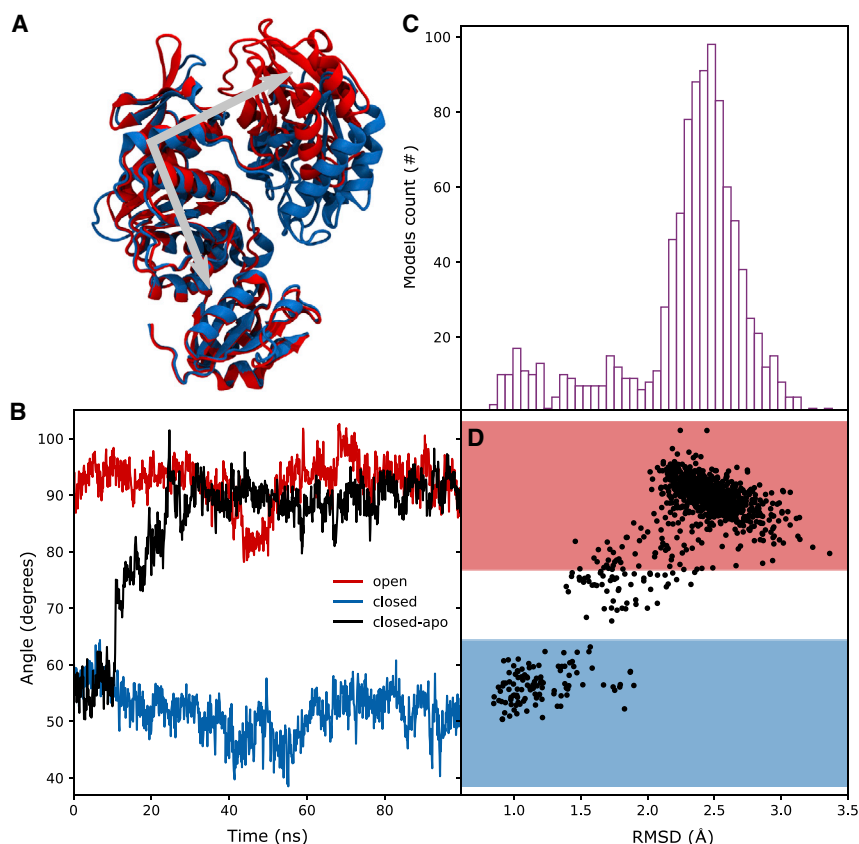 A
C
100
80
60
40
20
Models count (#)
B
100
90
80
70
60
50
40
Angle (degrees)
open
closed
closed-apo
0
20
40
60
80
Time (ns)
D
1.0
1.5
2.0
2.5
3.0
3.5
RMSD (Å)